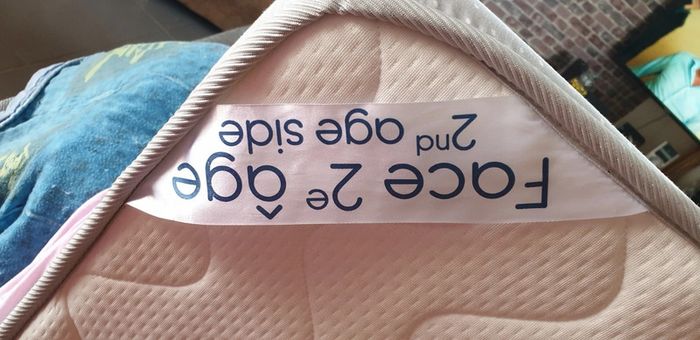 Face 2e âge
2nd age side